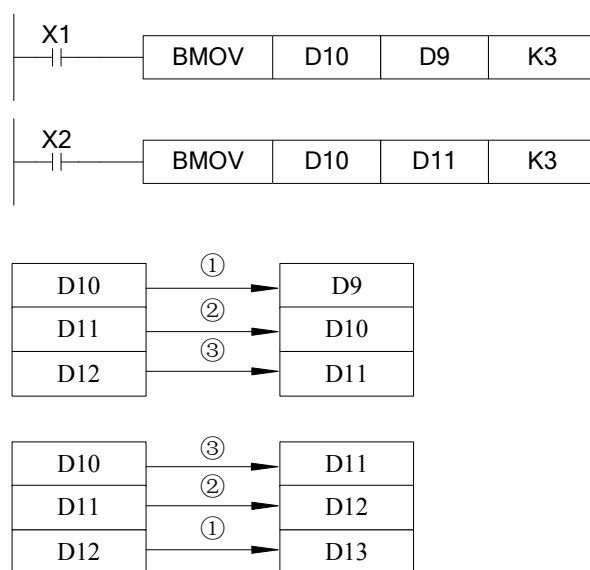 X1
BMOV D10 D9 K3
X2
BMOV D10 D11 K3
D10 ① D9
D11 ② D10
D12 ③ D11
D10 ③ D11
D11 ② D12
D12 ① D13